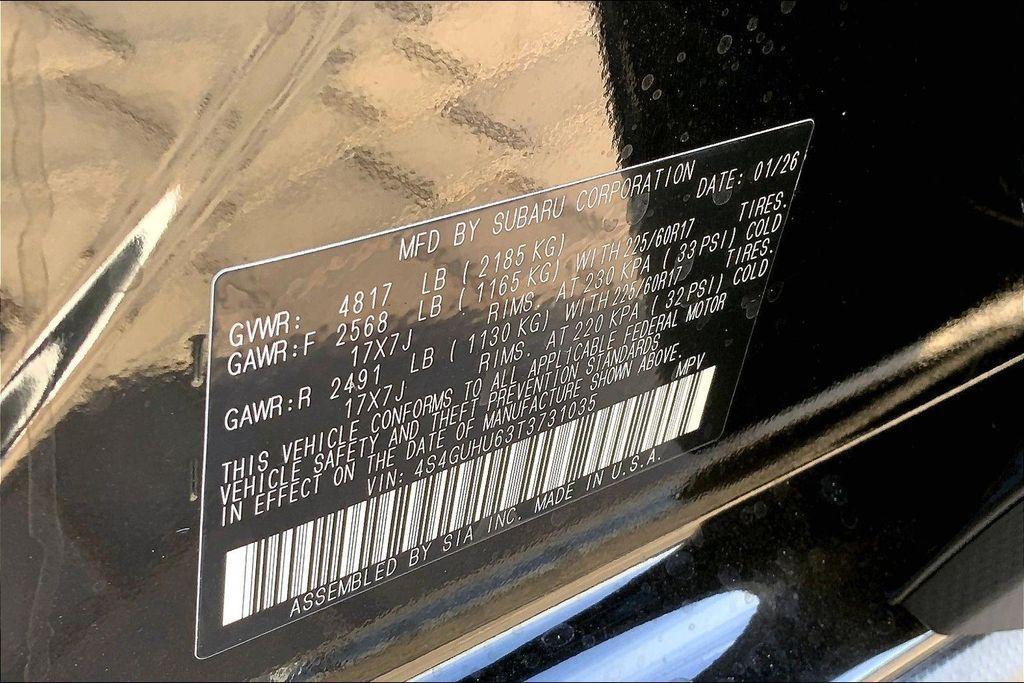 MFD BY SUBARU CORPORATION
DATE: 01/26
GVWR: 4817 LB ( 2185 KG)
GAWR:F 2568 LB ( 1165 KG) WITH 225/60R17 TIRES.
17X7J RIMS. AT 230 KPA ( 33 PSI) COLD
GAWR:R 2491 LB ( 1130 KG) WITH 225/60R17 TIRES.
17X7J RIMS. AT 220 KPA ( 32 PSI) COLD
THIS VEHICLE CONFORMS TO ALL APPLICABLE FEDERAL MOTOR
VEHICLE SAFETY AND THEFT PREVENTION STANDARDS
IN EFFECT ON THE DATE OF MANUFACTURE SHOWN ABOVE.
VIN: 4S4GUHU63T3731035 MPV
ASSEMBLED BY SIA INC. MADE IN U.S.A.